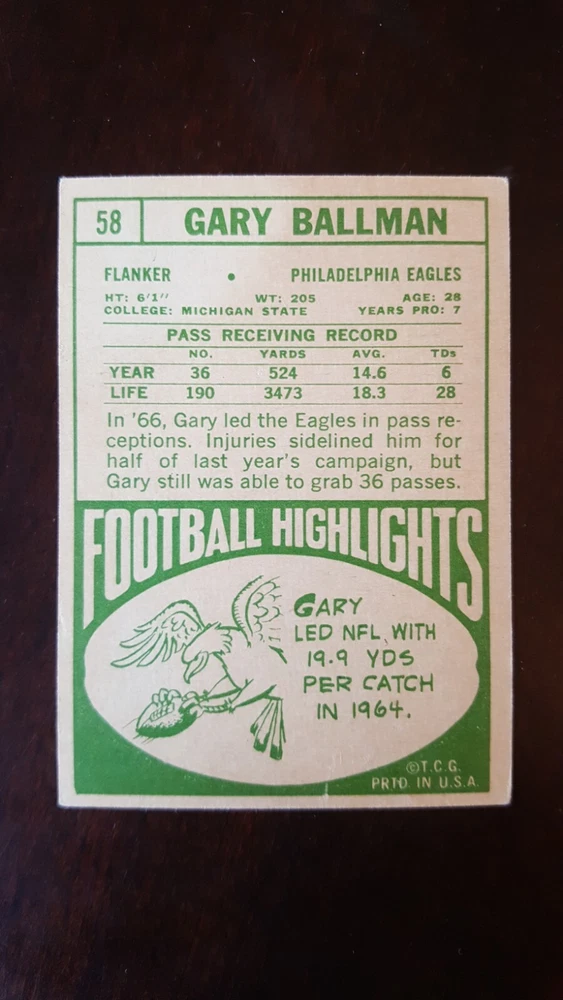 58 GARY BALLMAN
FLANKER • PHILADELPHIA EAGLES
HT: 6'1" WT: 205 AGE: 28
COLLEGE: MICHIGAN STATE YEARS PRO: 7
PASS RECEIVING RECORD
NO. YARDS AVG. TDs
YEAR 36 524 14.6 6
LIFE 190 3473 18.3 28
In '66, Gary led the Eagles in pass re-
ceptions. Injuries sidelined him for
half of last year's campaign, but
Gary still was able to grab 36 passes.
FOOTBALL HIGHLIGHTS
GARY
LED NFL, WITH
19.9 YDS
PER CATCH
IN 1964.
©T.C.G.
PRTD. IN U.S.A.